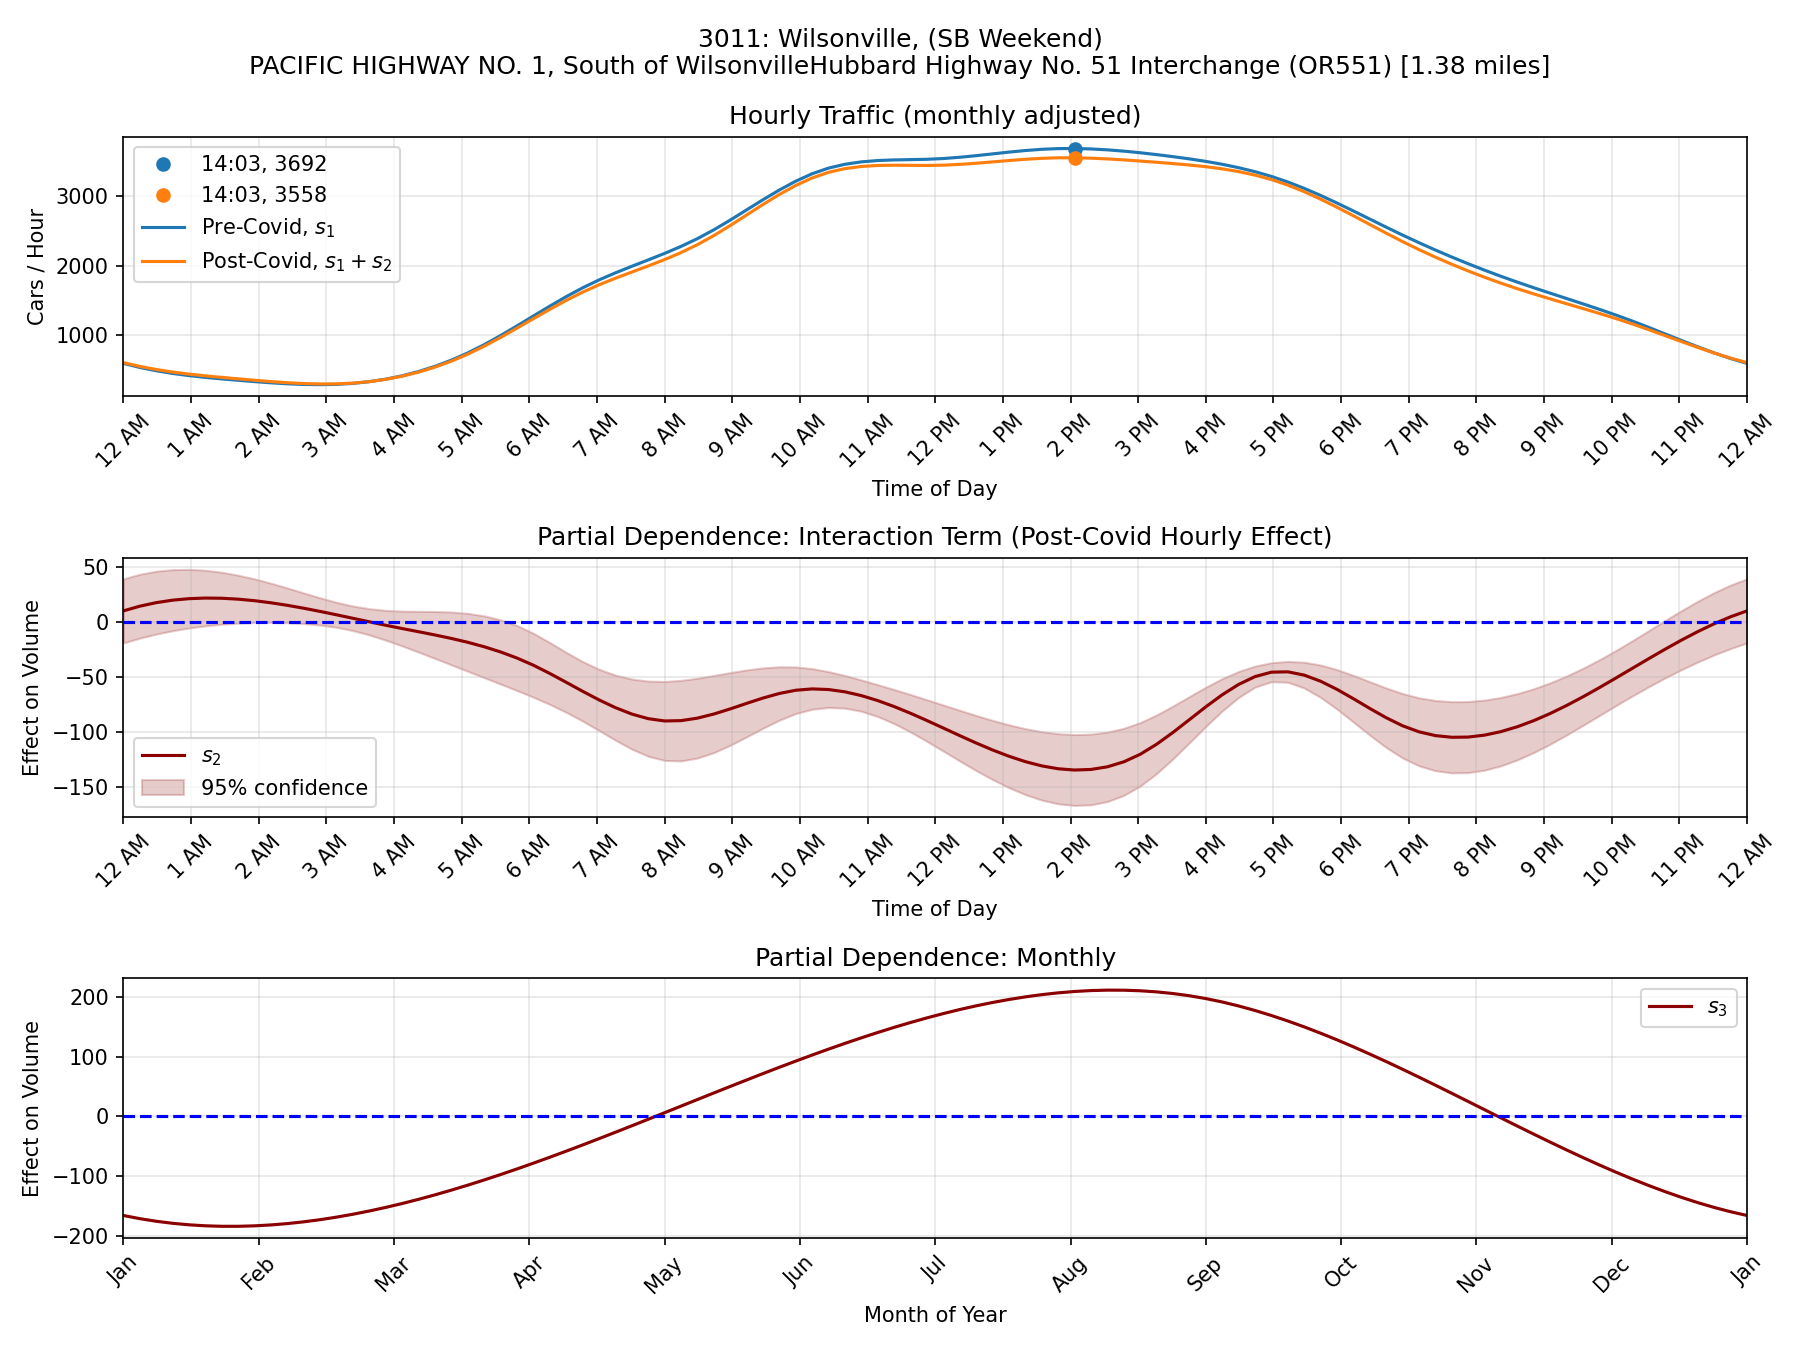 3011: Wilsonville, (SB Weekend)
PACIFIC HIGHWAY NO. 1, South of WilsonvilleHubbard Highway No. 51 Interchange (OR551) [1.38 miles]
Hourly Traffic (monthly adjusted)
14:03, 3692
14:03, 3558
Pre-Covid, s₁
Post-Covid, s₁ + s₂
Cars / Hour
3000
2000
1000
12 AM 1 AM 2 AM 3 AM 4 AM 5 AM 6 AM 7 AM 8 AM 9 AM 10 AM 11 AM 12 PM 1 PM 2 PM 3 PM 4 PM 5 PM 6 PM 7 PM 8 PM 9 PM 10 PM 11 PM 12 AM
Time of Day
Partial Dependence: Interaction Term (Post-Covid Hourly Effect)
Effect on Volume
50
0
−50
−100
−150
s₂
95% confidence
12 AM 1 AM 2 AM 3 AM 4 AM 5 AM 6 AM 7 AM 8 AM 9 AM 10 AM 11 AM 12 PM 1 PM 2 PM 3 PM 4 PM 5 PM 6 PM 7 PM 8 PM 9 PM 10 PM 11 PM 12 AM
Time of Day
Partial Dependence: Monthly
Effect on Volume
200
100
0
−100
−200
s₃
Jan Feb Mar Apr May Jun Jul Aug Sep Oct Nov Dec Jan
Month of Year